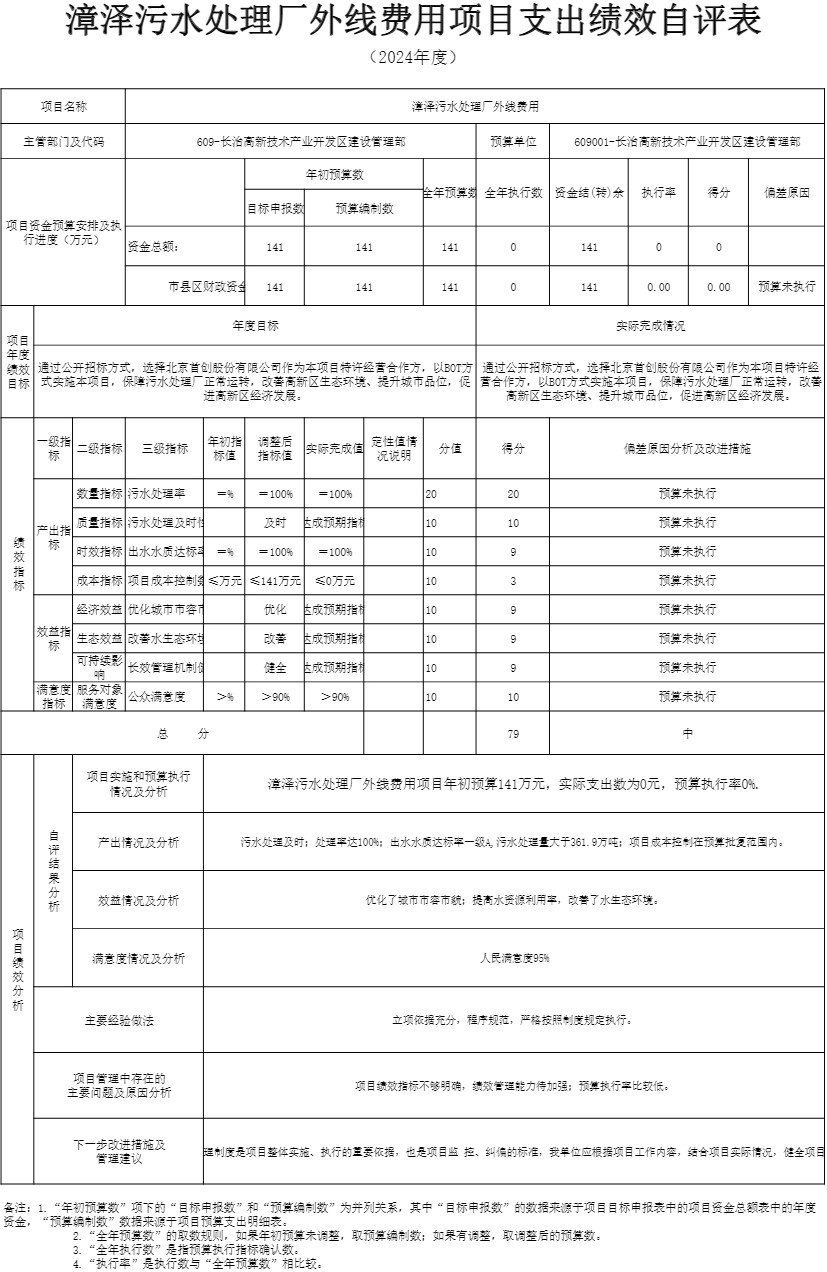 漳泽污水处理厂外线费用项目支出绩效自评表
（2024年度）
项目名称 漳泽污水处理厂外线费用
主管部门及代码 609-长治高新技术产业开发区建设管理部 预算单位 609001-长治高新技术产业开发区建设管理部
项目资金预算安排及执
行进度（万元）
年初预算数 全年预算数 全年执行数 资金结(转)余 执行率 得分 偏差原因
目标申报数 预算编制数
资金总额: 141 141 141 0 141 0 0
市县区财政资金 141 141 141 0 141 0.00 0.00 预算未执行
项目
年度
绩效
目标
年度目标 实际完成情况
通过公开招标方式，选择北京首创股份有限公司作为本项目特许经营合作方，以BOT方
式实施本项目，保障污水处理厂正常运转，改善高新区生态环境、提升城市品位，促
进高新区经济发展。
通过公开招标方式，选择北京首创股份有限公司作为本项目特许经
营合作方，以BOT方式实施本项目，保障污水处理厂正常运转，改善
高新区生态环境、提升城市品位，促进高新区经济发展。
绩
效
指
标
一级指
标
二级指标 三级指标
年初指
标值
调整后
指标值
实际完成值
定性值情
况说明
分值 得分 偏差原因分析及改进措施
产出指
标
数量指标 污水处理率 ＝% ＝100% ＝100% 20 20 预算未执行
质量指标 污水处理及时性 及时 达成预期指标 10 10 预算未执行
时效指标 出水水质达标率 ＝% ＝100% ＝100% 10 9 预算未执行
成本指标 项目成本控制数 ≤万元 ≤141万元 ≤0万元 10 3 预算未执行
效益指
标
经济效益 优化城市市容市 优化 达成预期指标 10 9 预算未执行
生态效益 改善水生态环境 改善 达成预期指标 10 9 预算未执行
可持续影
响
长效管理机制健 健全 达成预期指标 10 9 预算未执行
满意度
指标
服务对象
满意度
公众满意度 ＞% ＞90% ＞90% 10 10 预算未执行
总 分 79 中
项
目
绩
效
分
析
自
评
结
果
分
析
项目实施和预算执行
情况及分析
漳泽污水处理厂外线费用项目年初预算141万元，实际支出数为0元，预算执行率0%.
产出情况及分析 污水处理及时；处理率达100%；出水水质达标率一级A,污水处理量大于361.9万吨；项目成本控制在预算批复范围内。
效益情况及分析 优化了城市市容市貌；提高水资源利用率，改善了水生态环境。
满意度情况及分析 人民满意度95%
主要经验做法 立项依据充分，程序规范，严格按照制度规定执行。
项目管理中存在的
主要问题及原因分析
项目绩效指标不够明确，绩效管理能力待加强；预算执行率比较低。
下一步改进措施及
管理建议
理制度是项目整体实施、执行的重要依据，也是项目监 控、纠偏的标准，我单位应根据项目工作内容，结合项目实际情况，健全项目
备注：1.“年初预算数”项下的“目标申报数”和“预算编制数”为并列关系，其中“目标申报数”的数据来源于项目目标申报表中的项目资金总额表中的年度
资金，“预算编制数”数据来源于项目预算支出明细表。
2.“全年预算数”的取数规则，如果年初预算未调整，取预算编制数；如果有调整，取调整后的预算数。
3.“全年执行数”是指预算执行指标确认数。
4.“执行率”是执行数与“全年预算数”相比较。